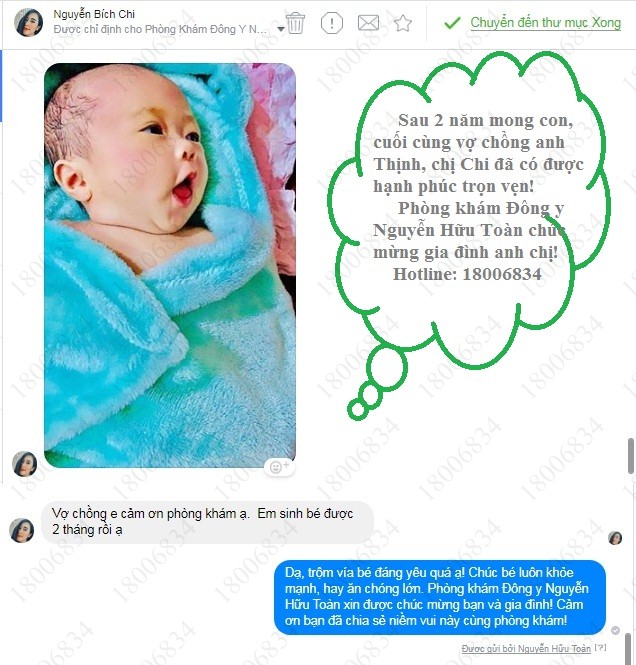 Nguyễn Bích Chi
Được chỉ định cho Phòng Khám Đông Y N...
Chuyển đến thư mục Xong
Sau 2 năm mong con,
cuối cùng vợ chồng anh
Thịnh, chị Chi đã có được
hạnh phúc trọn vẹn!
Phòng khám Đông y
Nguyễn Hữu Toàn chúc
mừng gia đình anh chị!
Hotline: 18006834
Vợ chồng e cảm ơn phòng khám ạ. Em sinh bé được
2 tháng rồi ạ
Dạ, trộm vía bé đáng yêu quá ạ! Chúc bé luôn khỏe
mạnh, hay ăn chóng lớn. Phòng khám Đông y Nguyễn
Hữu Toàn xin được chúc mừng bạn và gia đình! Cảm
ơn bạn đã chia sẻ niềm vui này cùng phòng khám!
Được gửi bởi Nguyễn Hữu Toàn [?]
18006834